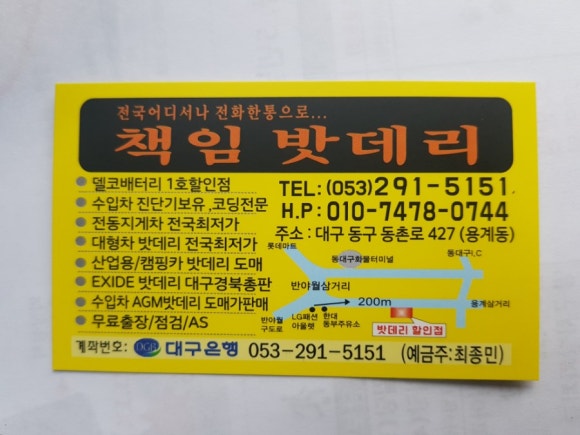 전국어디서나 전화한통으로...
책임 밧데리
델코배터리 1호할인점
수입차 진단기보유 ,코딩전문
전동지게차 전국최저가
대형차 밧데리 전국최저가
산업용/캠핑카 밧데리 도매
EXIDE 밧데리 대구경북총판
수입차 AGM밧데리 도매가판매
무료출장/점검/AS
TEL: (053)291-5151
H.P: 010-7478-0744
주소 : 대구 동구 동촌로 427 (용계동)
롯데마트
동대구화물터미널
동대구I.C
반야월삼거리
200m
용계삼거리
반야월
구도로
LG패션
아울렛
현대
동부주유소
밧데리 할인점
계좌번호: DGB 대구은행 053-291-5151 (예금주:최종민)